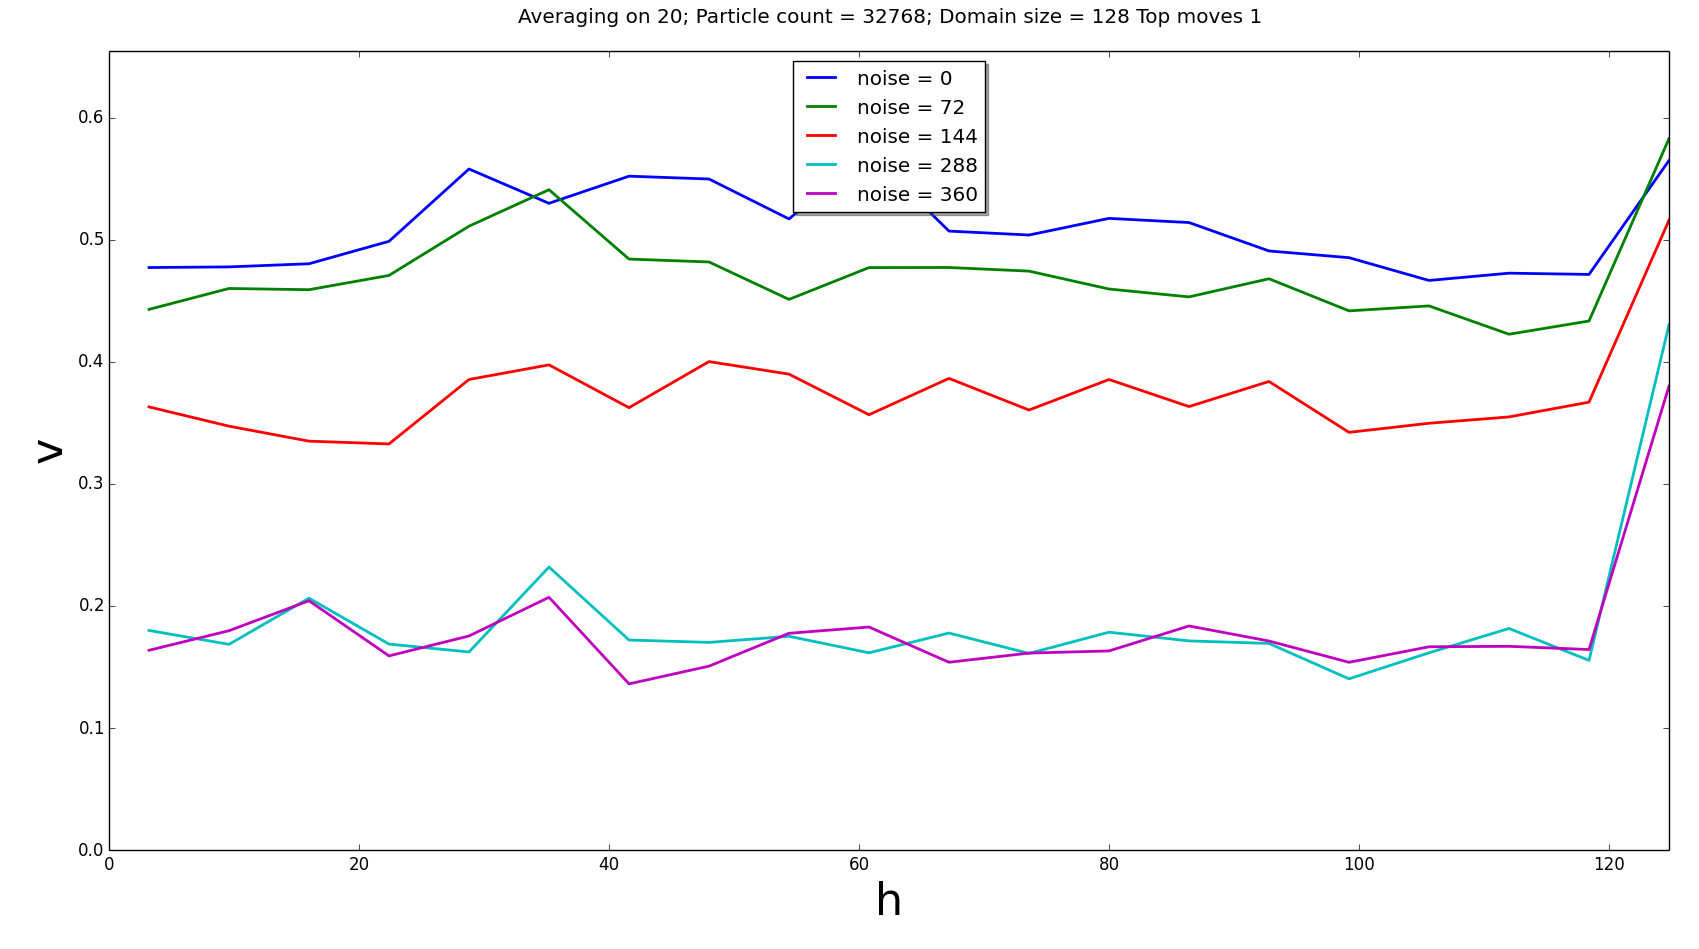 Averaging on 20; Particle count = 32768; Domain size = 128 Top moves 1
noise = 0
noise = 72
noise = 144
noise = 288
noise = 360
0.6
0.5
0.4
0.3
0.2
0.1
0.0
v
0 20 40 60 80 100 120
h